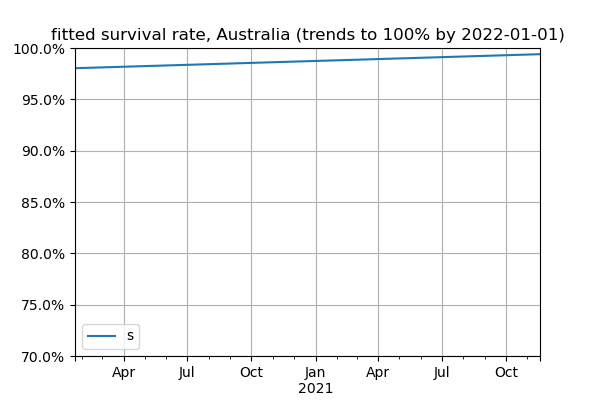 fitted survival rate, Australia (trends to 100% by 2022-01-01)
100.0%
95.0%
90.0%
85.0%
80.0%
75.0%
70.0%
s
Apr Jul Oct Jan Apr Jul Oct
2021